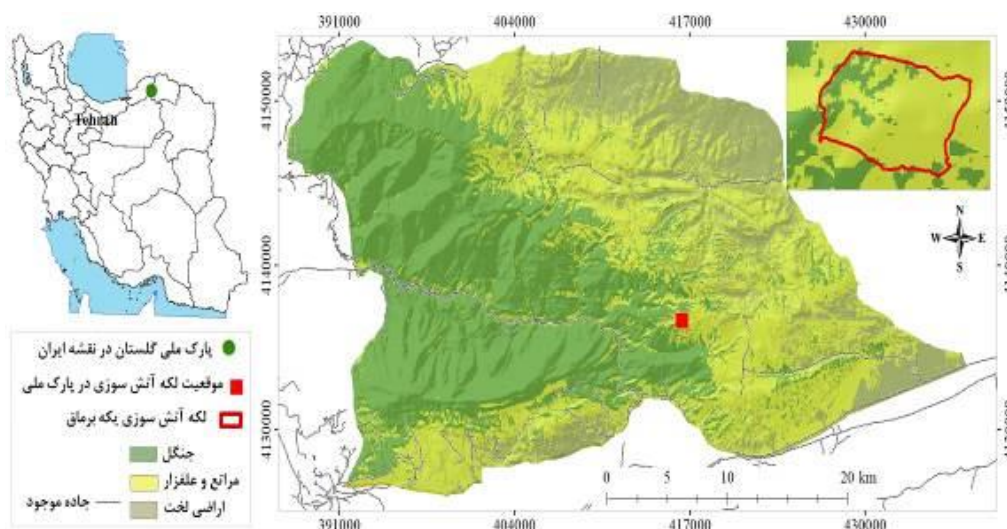 391000 404000 417000 430000
Tehran
4150000
4140000
4130000
4140000
N
W E
S
پارک ملی گلستان در نقشه ایران
موقعیت لکه آتش سوزی در پارک ملی
لکه آتش سوزی یکه برماق
جنگل
مراتع و علفزار
اراضی لخت
جاده موجود
0 5 10 20 km
391000 404000 417000 430000